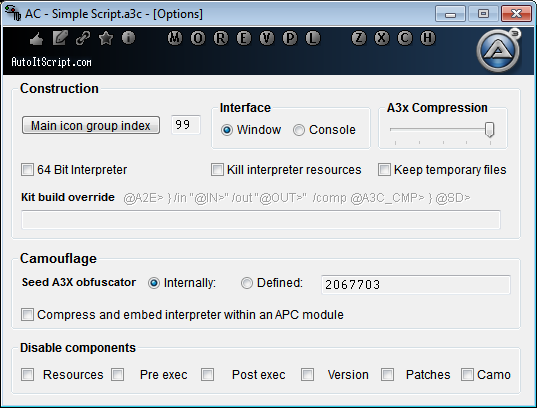 AC - Simple Script.a3c - [Options]
M O R E V P L Z X C H
AutoItScript.com
A 3
Construction
Main icon group index 99
Interface
Window Console
A3x Compression
64 Bit Interpreter Kill interpreter resources Keep temporary files
Kit build override @A2E> } /in "@IN>" /out "@OUT>" /comp @A3C_CMP> } @SD>
Camouflage
Seed A3X obfuscator Internally: Defined: 2067703
Compress and embed interpreter within an APC module
Disable components
Resources Pre exec Post exec Version Patches Camo